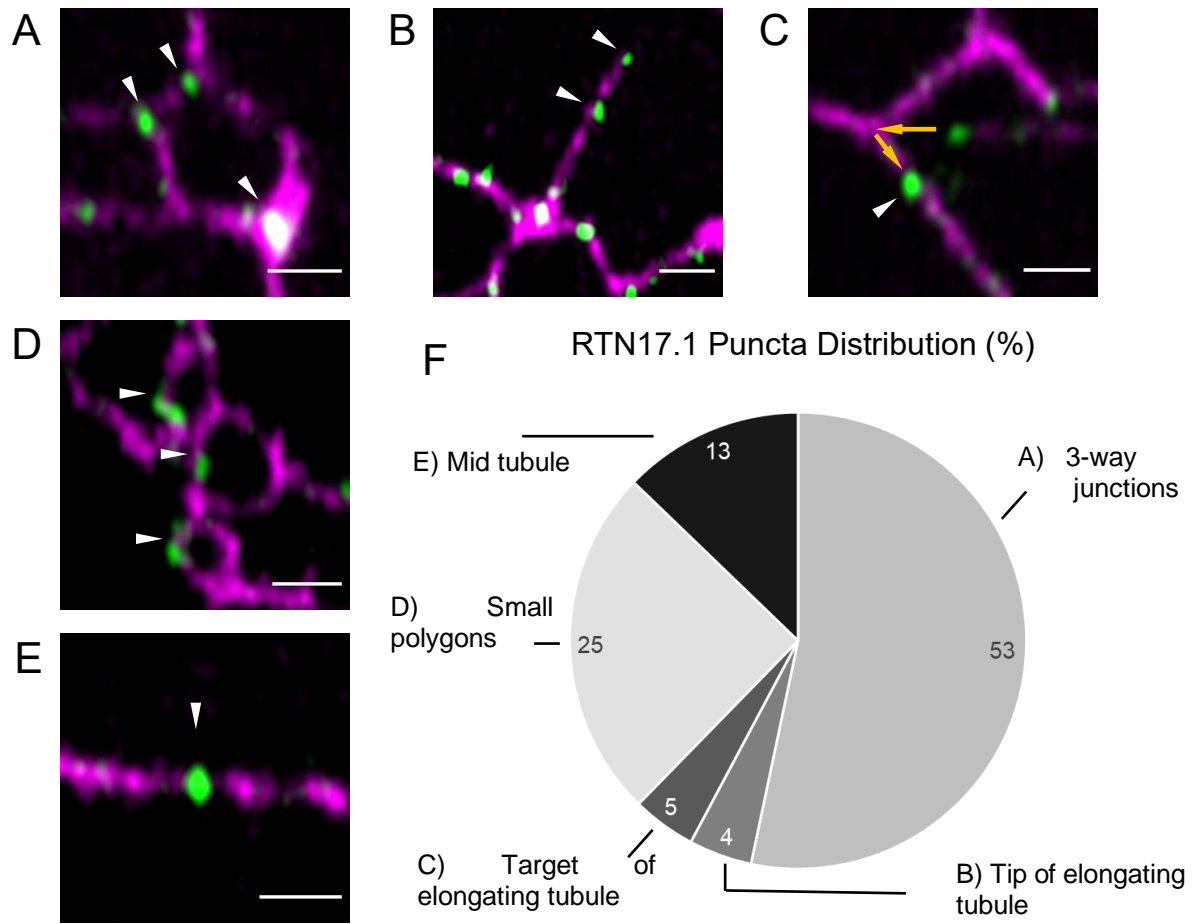 A
B
C
D
E
F
RTN17.1 Puncta Distribution (%)
13
E) Mid tubule
A) 3-way
junctions
D) Small
polygons
25
53
5
4
C) Target of
elongating tubule
B) Tip of elongating
tubule